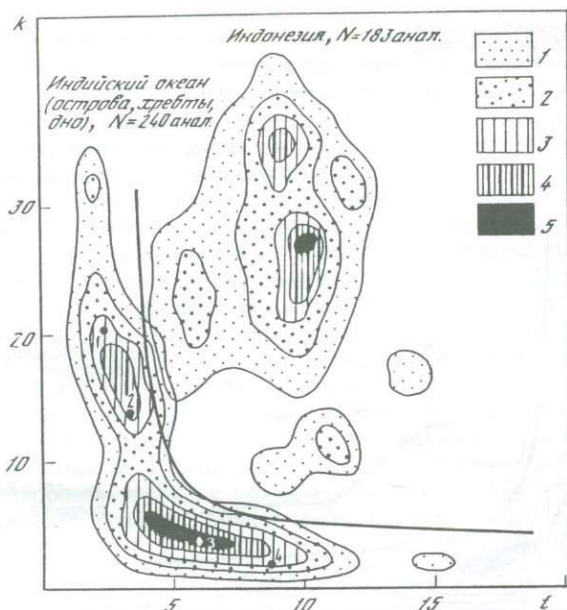 k
Индонезия, N=183 анал.
Индийский океан
(острова, хребты,
дно), N=240 анал.
1
2
3
4
5
30
20
10
1
2
3
4
5
10
15
t